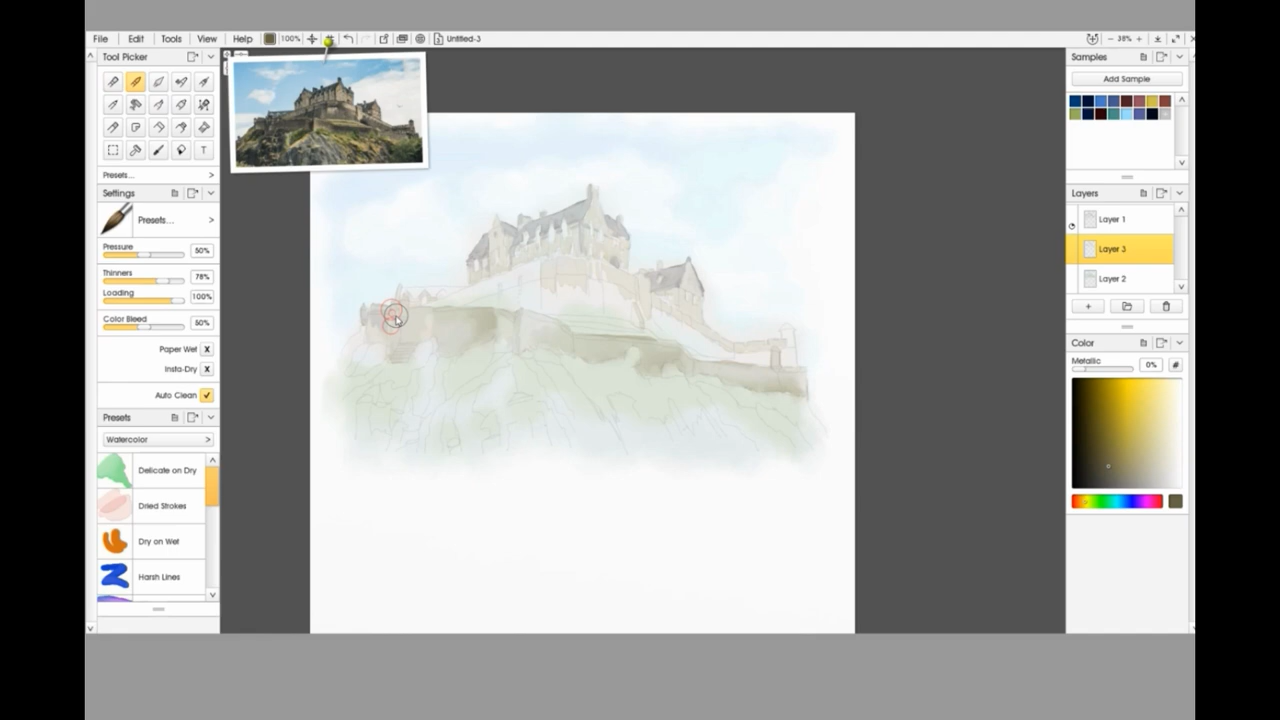 File Edit Tools View Help 100% Untitled-3 38%
Tool Picker
Presets...
Settings
Presets...
Pressure
50%
Thinners
78%
Loading
100%
Color Bleed
50%
Paper Wet X
Insta-Dry X
Auto Clean
Presets
Watercolor
Delicate on Dry
Dried Strokes
Dry on Wet
Harsh Lines
Samples
Add Sample
Layers
Layer 1
Layer 3
Layer 2
Color
Metallic
0% #